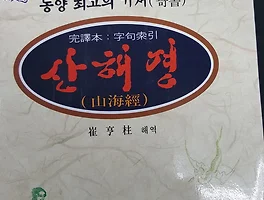 동양 최고의 기서(奇書)
完譯本 : 字句索引
산해경
(山海經)
崔亨柱 해역